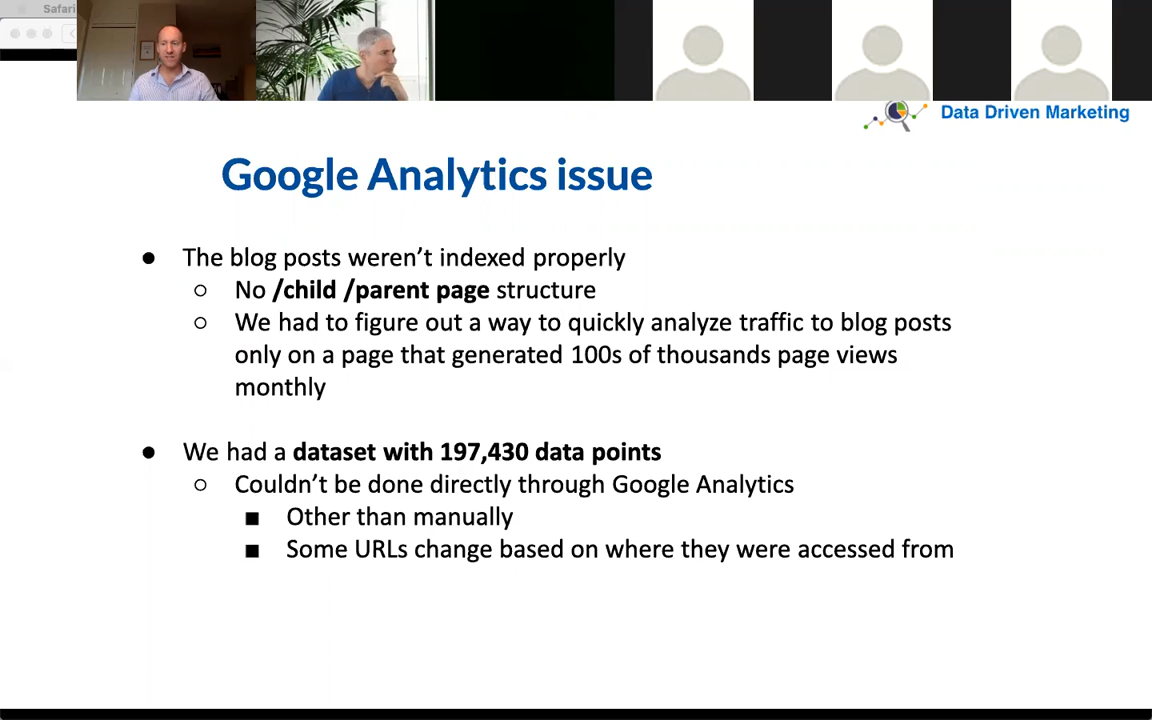 Safari
Data Driven Marketing
Google Analytics issue
● The blog posts weren’t indexed properly
○ No /child /parent page structure
○ We had to figure out a way to quickly analyze traffic to blog posts
only on a page that generated 100s of thousands page views
monthly
● We had a dataset with 197,430 data points
○ Couldn’t be done directly through Google Analytics
■ Other than manually
■ Some URLs change based on where they were accessed from